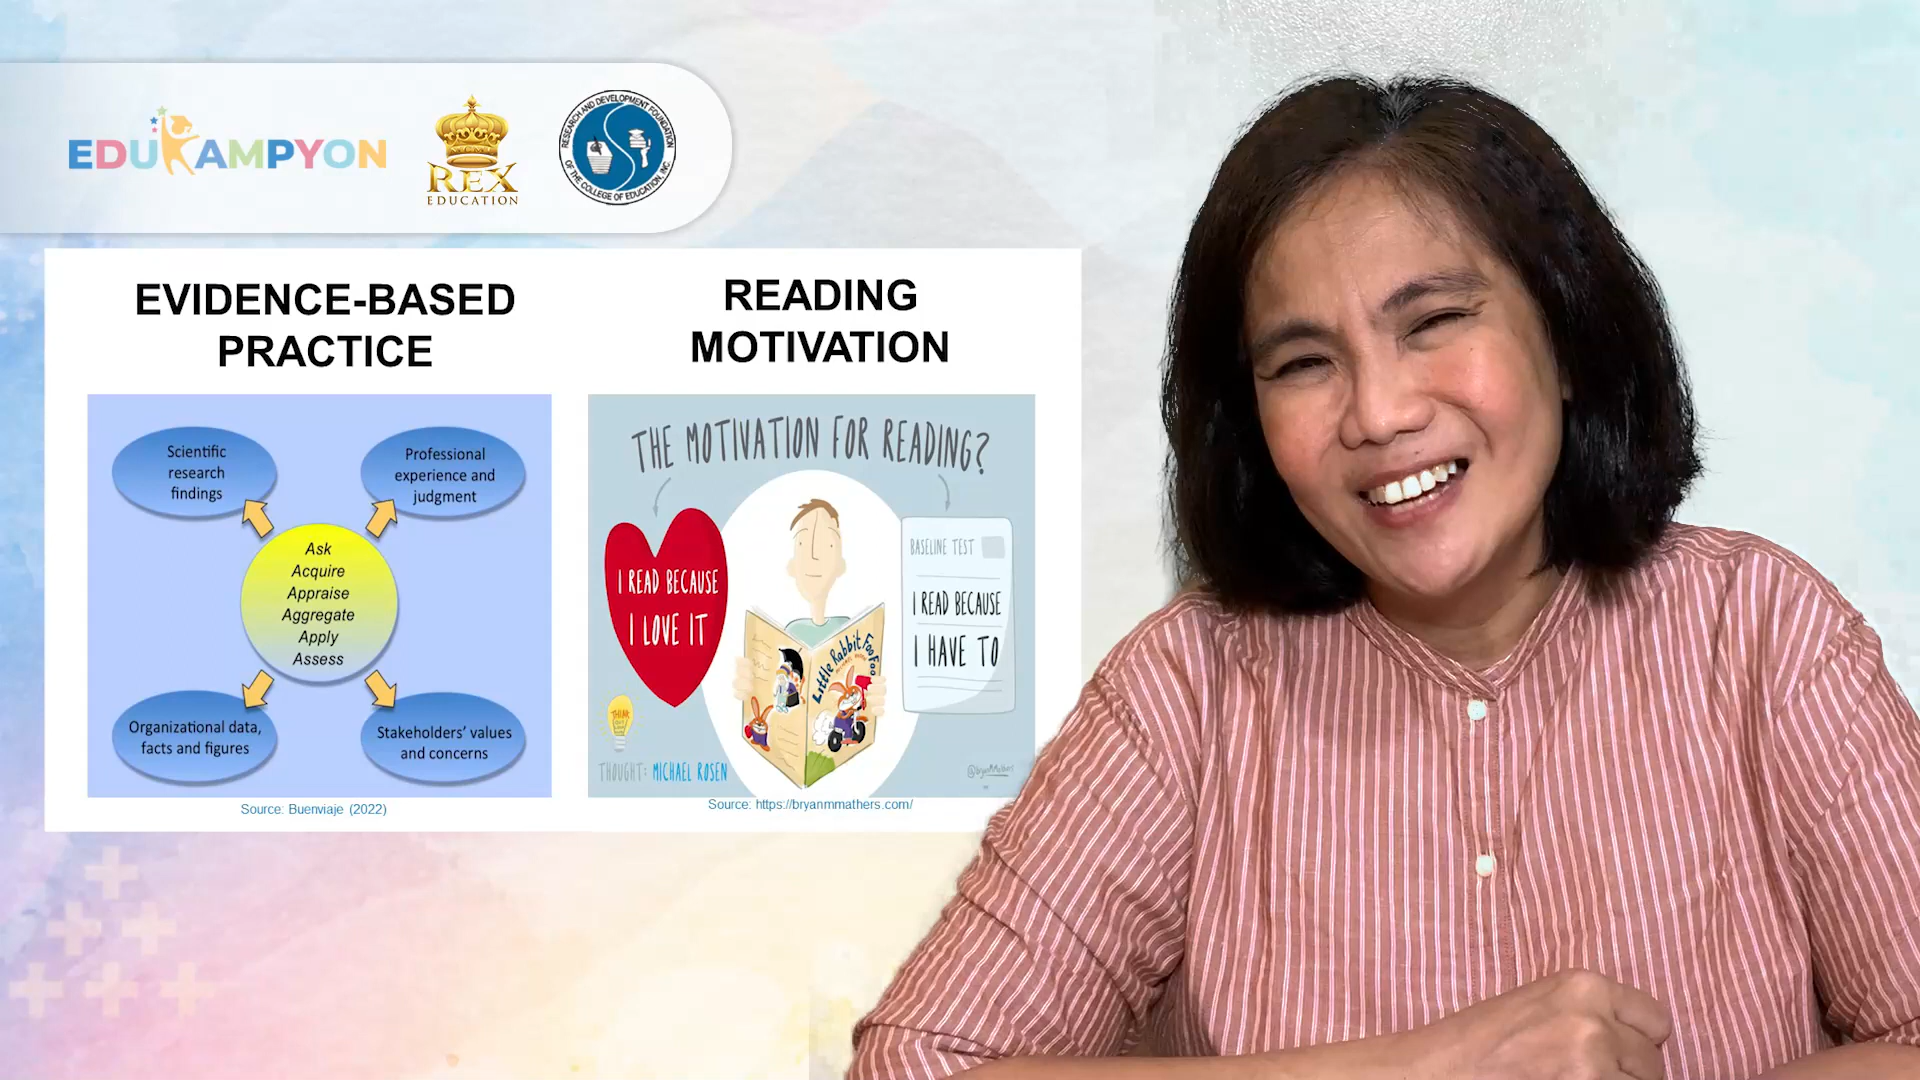 EDUKAMPYON
REX
EDUCATION
RESEARCH AND DEVELOPMENT FOUNDATION
OF THE COLLEGE OF EDUCATION, INC.
EVIDENCE-BASED
PRACTICE
Scientific
research
findings
Professional
experience and
judgment
Ask
Acquire
Appraise
Aggregate
Apply
Assess
Organizational data,
facts and figures
Stakeholders' values
and concerns
Source: Buenviaje (2022)
READING
MOTIVATION
THE MOTIVATION FOR READING?
I READ BECAUSE
I LOVE IT
BASELINE TEST
I READ BECAUSE
I HAVE TO
Little Rabbit Foo Foo
THINK
THOUGHT: MICHAEL ROSEN
@bryanMMathers
Source: https://bryanmmathers.com/